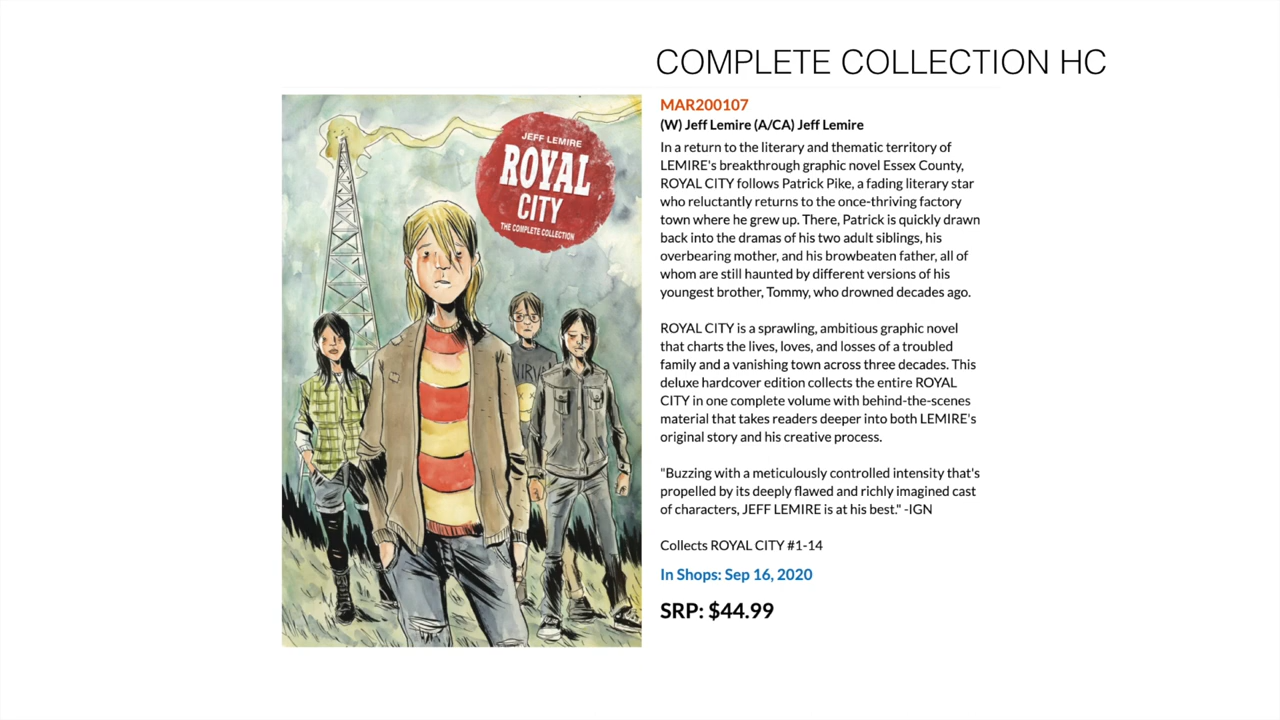 COMPLETE COLLECTION HC
JEFF LEMIRE
ROYAL
CITY
THE COMPLETE COLLECTION
NIRV
MAR200107
(W) Jeff Lemire (A/CA) Jeff Lemire
In a return to the literary and thematic territory of
LEMIRE's breakthrough graphic novel Essex County,
ROYAL CITY follows Patrick Pike, a fading literary star
who reluctantly returns to the once-thriving factory
town where he grew up. There, Patrick is quickly drawn
back into the dramas of his two adult siblings, his
overbearing mother, and his browbeaten father, all of
whom are still haunted by different versions of his
youngest brother, Tommy, who drowned decades ago.
ROYAL CITY is a sprawling, ambitious graphic novel
that charts the lives, loves, and losses of a troubled
family and a vanishing town across three decades. This
deluxe hardcover edition collects the entire ROYAL
CITY in one complete volume with behind-the-scenes
material that takes readers deeper into both LEMIRE's
original story and his creative process.
"Buzzing with a meticulously controlled intensity that's
propelled by its deeply flawed and richly imagined cast
of characters, JEFF LEMIRE is at his best." -IGN
Collects ROYAL CITY #1-14
In Shops: Sep 16, 2020
SRP: $44.99